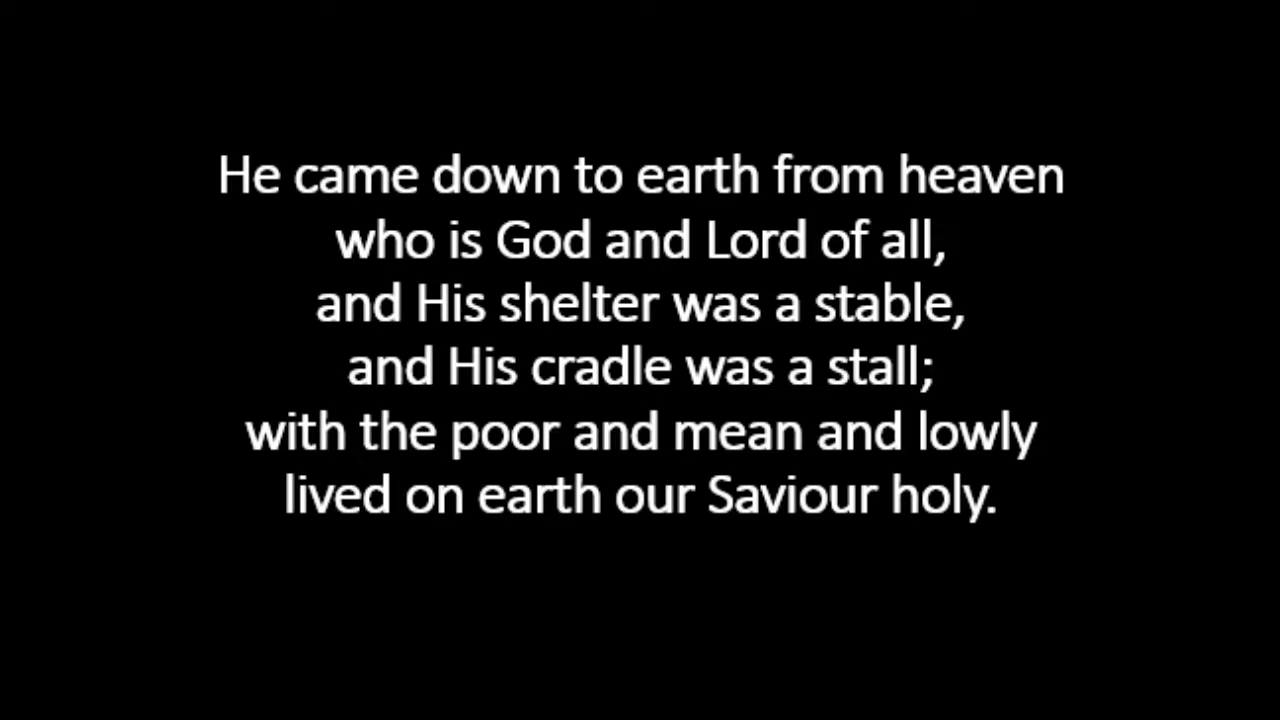 He came down to earth from heaven
who is God and Lord of all,
and His shelter was a stable,
and His cradle was a stall;
with the poor and mean and lowly
lived on earth our Saviour holy.